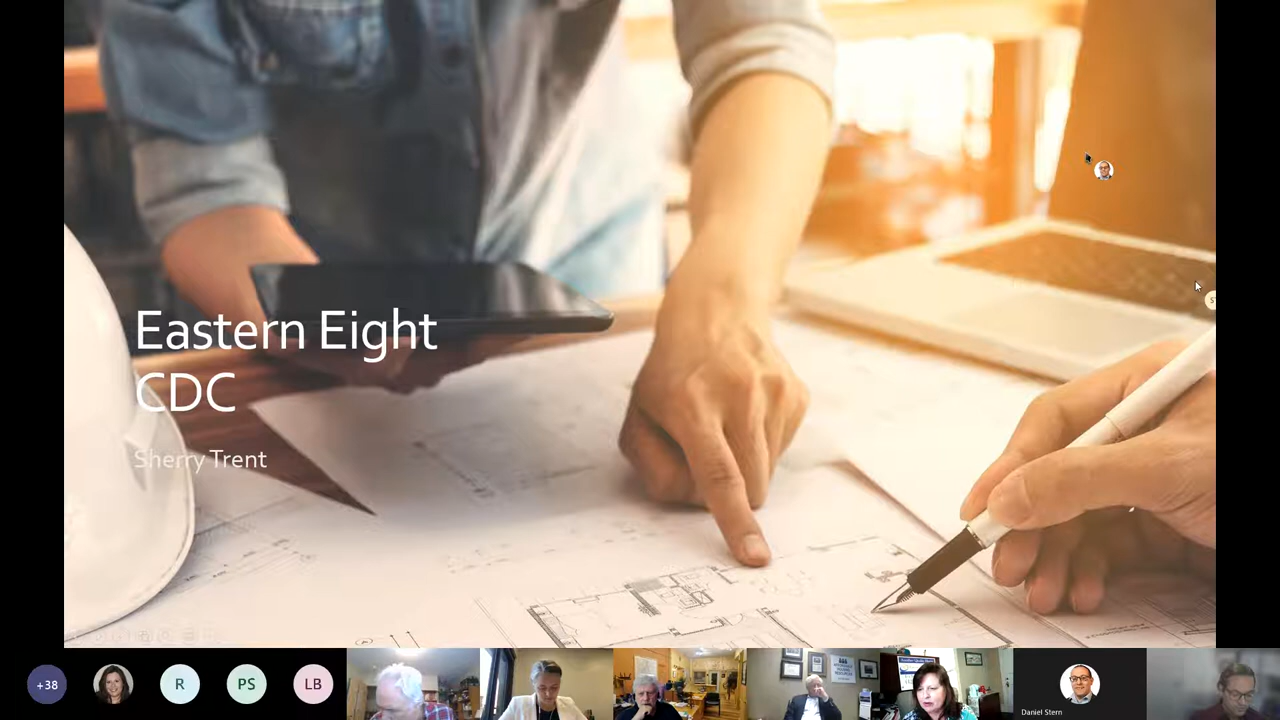 Eastern Eight
CDC
Sherry Trent
+38
R
PS
LB
Daniel Stern